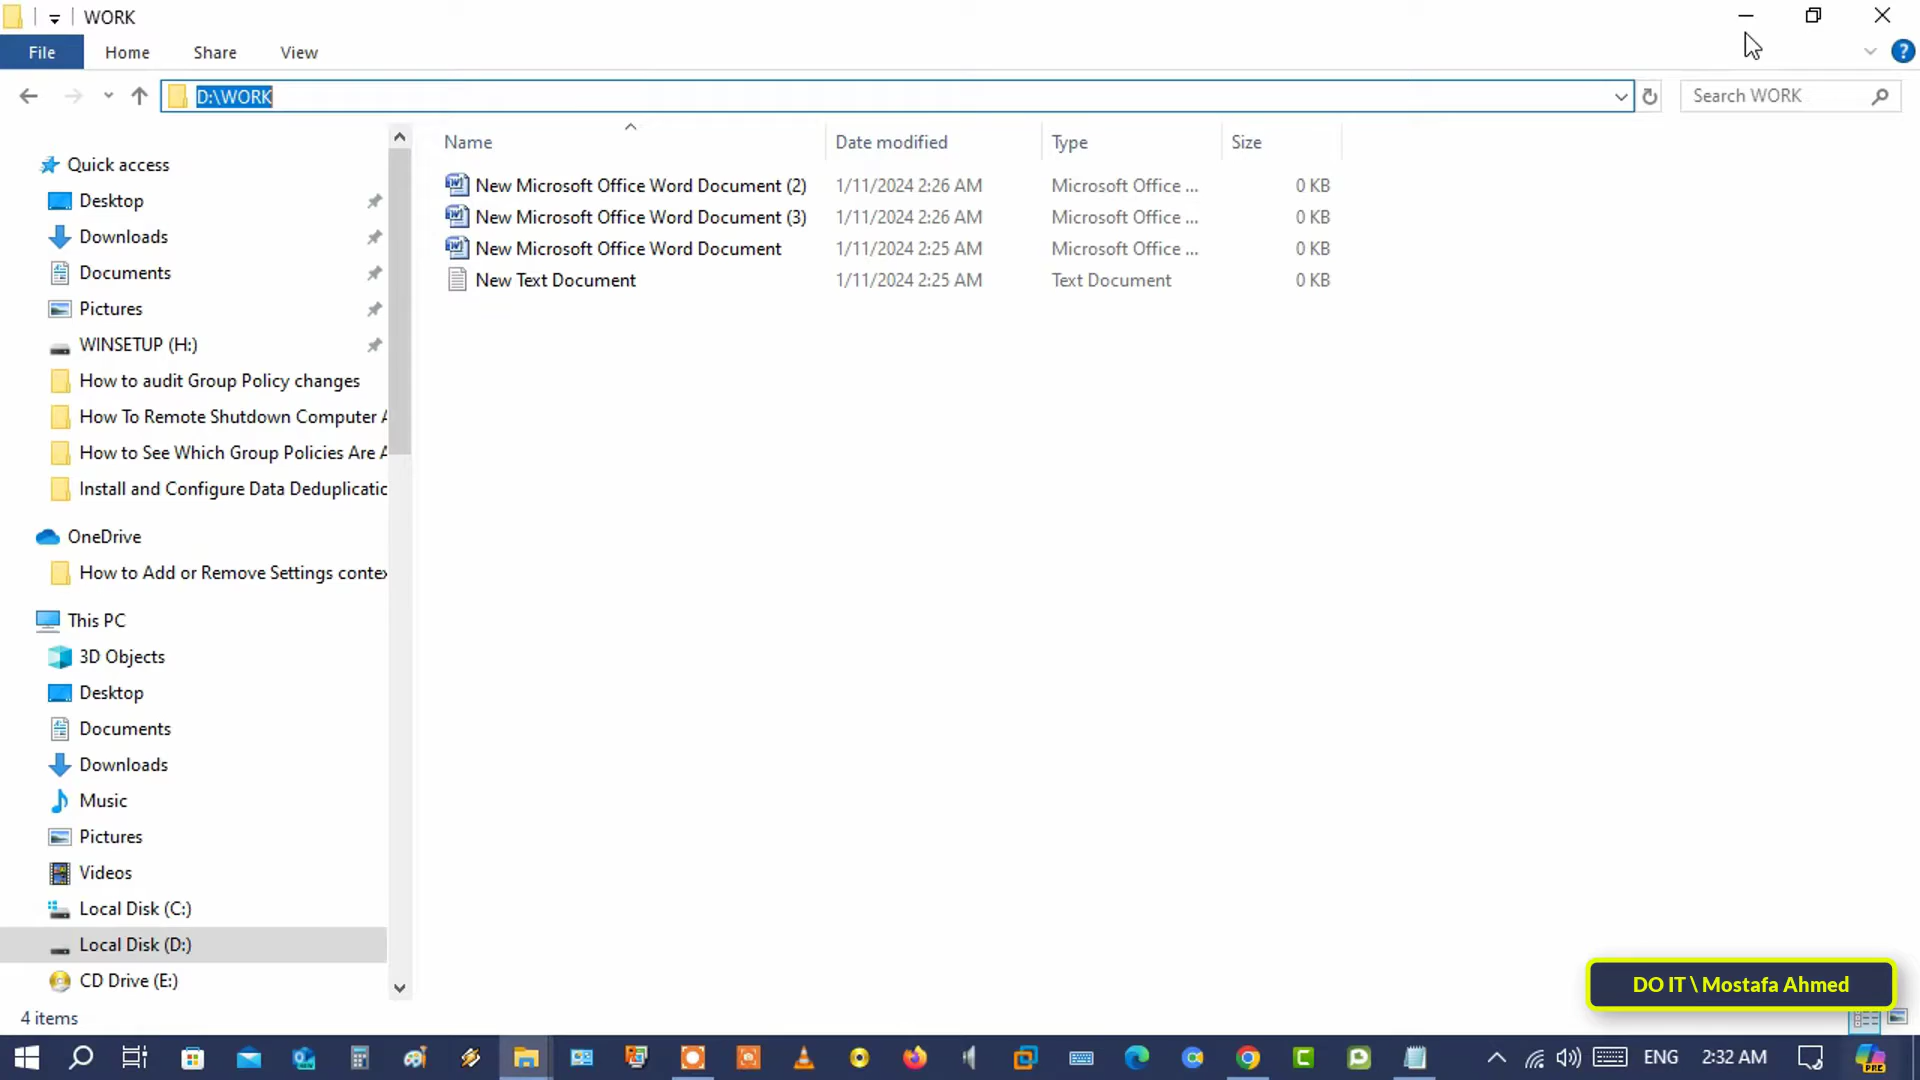 WORK
File Home Share View
D:\WORK Search WORK
Name Date modified Type Size
New Microsoft Office Word Document (2) 1/11/2024 2:26 AM Microsoft Office ... 0 KB
New Microsoft Office Word Document (3) 1/11/2024 2:26 AM Microsoft Office ... 0 KB
New Microsoft Office Word Document 1/11/2024 2:25 AM Microsoft Office ... 0 KB
New Text Document 1/11/2024 2:25 AM Text Document 0 KB
Quick access
Desktop
Downloads
Documents
Pictures
WINSETUP (H:)
How to audit Group Policy changes
How To Remote Shutdown Computer
How to See Which Group Policies Are
Install and Configure Data Deduplicatio
OneDrive
How to Add or Remove Settings contex
This PC
3D Objects
Desktop
Documents
Downloads
Music
Pictures
Videos
Local Disk (C:)
Local Disk (D:)
CD Drive (E:)
DO IT \ Mostafa Ahmed
4 items
ENG 2:32 AM
PRE